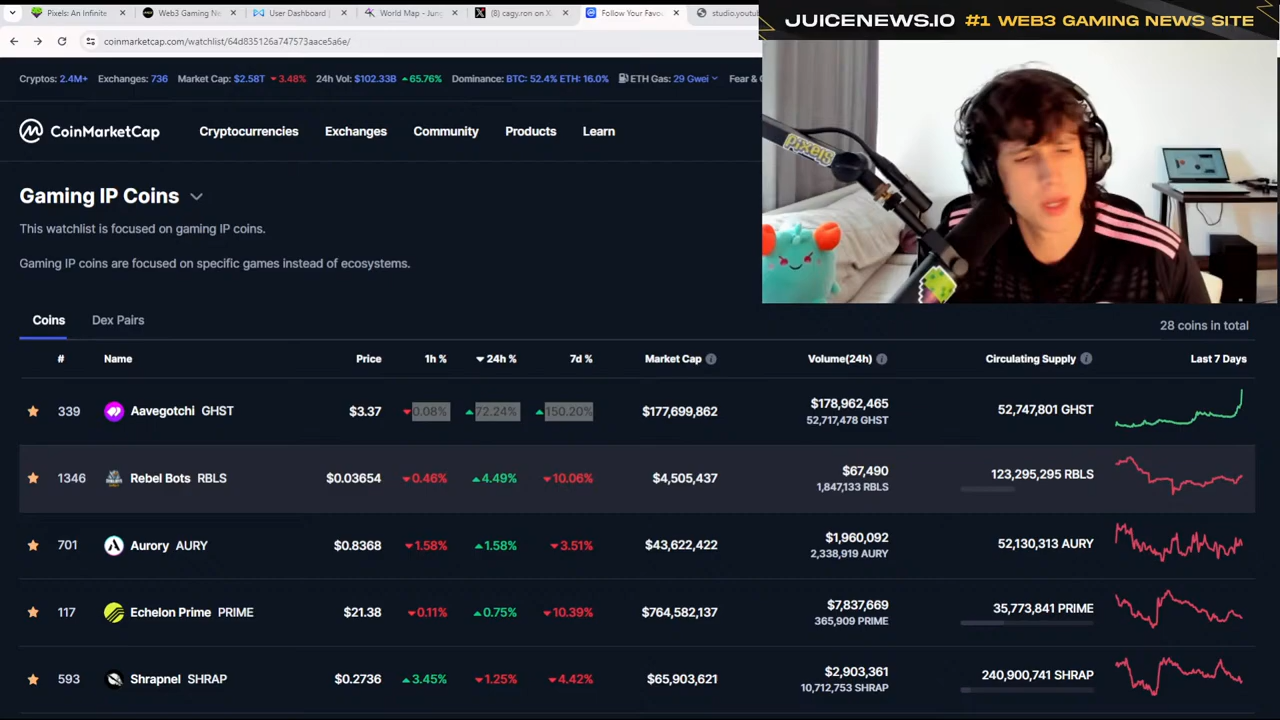 Pixels: An Infinite
Web3 Gaming Ne
User Dashboard
World Map - Jung
(2) cagy.ron on X
Follow Your Favou
studio.youtub
coinmarketcap.com/watchlist/64d835126a747573aace5a6e/
JUICENEWS.IO #1 WEB3 GAMING NEWS SITE
Cryptos: 2.4M+ Exchanges: 736 Market Cap: $2.58T 3.48% 24h Vol: $102.33B 65.76% Dominance: BTC: 52.4% ETH: 16.0% ETH Gas: 29 Gwei Fear &
CoinMarketCap Cryptocurrencies Exchanges Community Products Learn
pixels
Gaming IP Coins
This watchlist is focused on gaming IP coins.
Gaming IP coins are focused on specific games instead of ecosystems.
Coins Dex Pairs 28 coins in total
# Name Price 1h % 24h % 7d % Market Cap Volume(24h) Circulating Supply Last 7 Days
339 Aavegotchi GHST $3.37 0.08% 72.24% 150.20% $177,699,862 $178,962,465 52,747,801 GHST
52,717,478 GHST
1346 Rebel Bots RBLS $0.03654 0.46% 4.49% 10.06% $4,505,437 $67,490 123,295,295 RBLS
1,847,133 RBLS
701 Aurory AURY $0.8368 1.58% 1.58% 3.51% $43,622,422 $1,960,092 52,130,313 AURY
2,338,919 AURY
117 Echelon Prime PRIME $21.38 0.11% 0.75% 10.39% $764,582,137 $7,837,669 35,773,841 PRIME
365,909 PRIME
593 Shrapnel SHRAP $0.2736 3.45% 1.25% 4.42% $65,903,621 $2,903,361 240,900,741 SHRAP
10,712,753 SHRAP